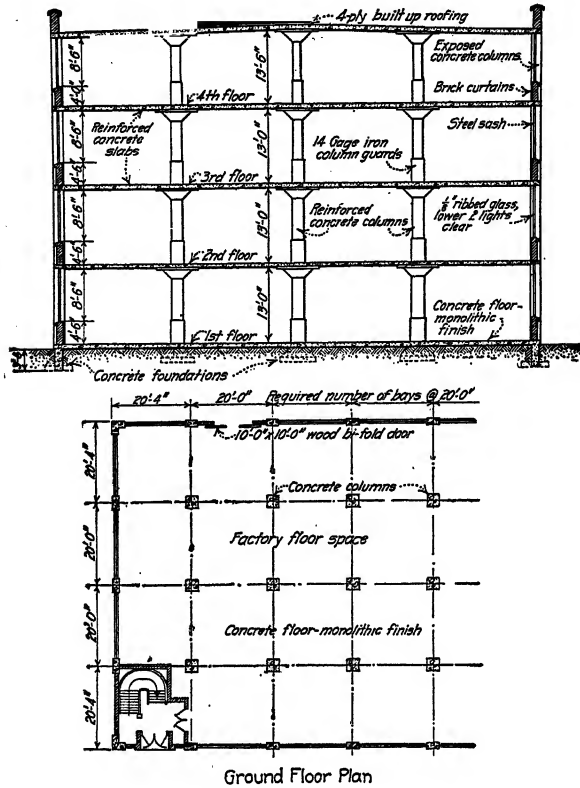 4-ply built up roofing
Exposed
concrete columns
8'-6"
13'-6"
4th floor
Brick curtains
4'-0"
Reinforced
concrete
slabs
8'-6"
13'-0"
14 Gage iron
column guards
Steel sash
3rd floor
4'-6"
8'-6"
13'-0"
Reinforced
concrete columns
⅛" ribbed glass,
lower 2 lights
clear
2nd floor
4'-6"
8'-6"
13'-0"
Concrete floor-
monolithic
finish
1st floor
4'-6"
Concrete foundations
20'-4"
20'-0"
Required number of bays @ 20'-0"
10'-0"x10'-0" wood bi-fold door
20'-4"
Concrete columns
Factory floor space
20'-0"
20'-0"
Concrete floor-monolithic finish
20'-4"
Ground Floor Plan